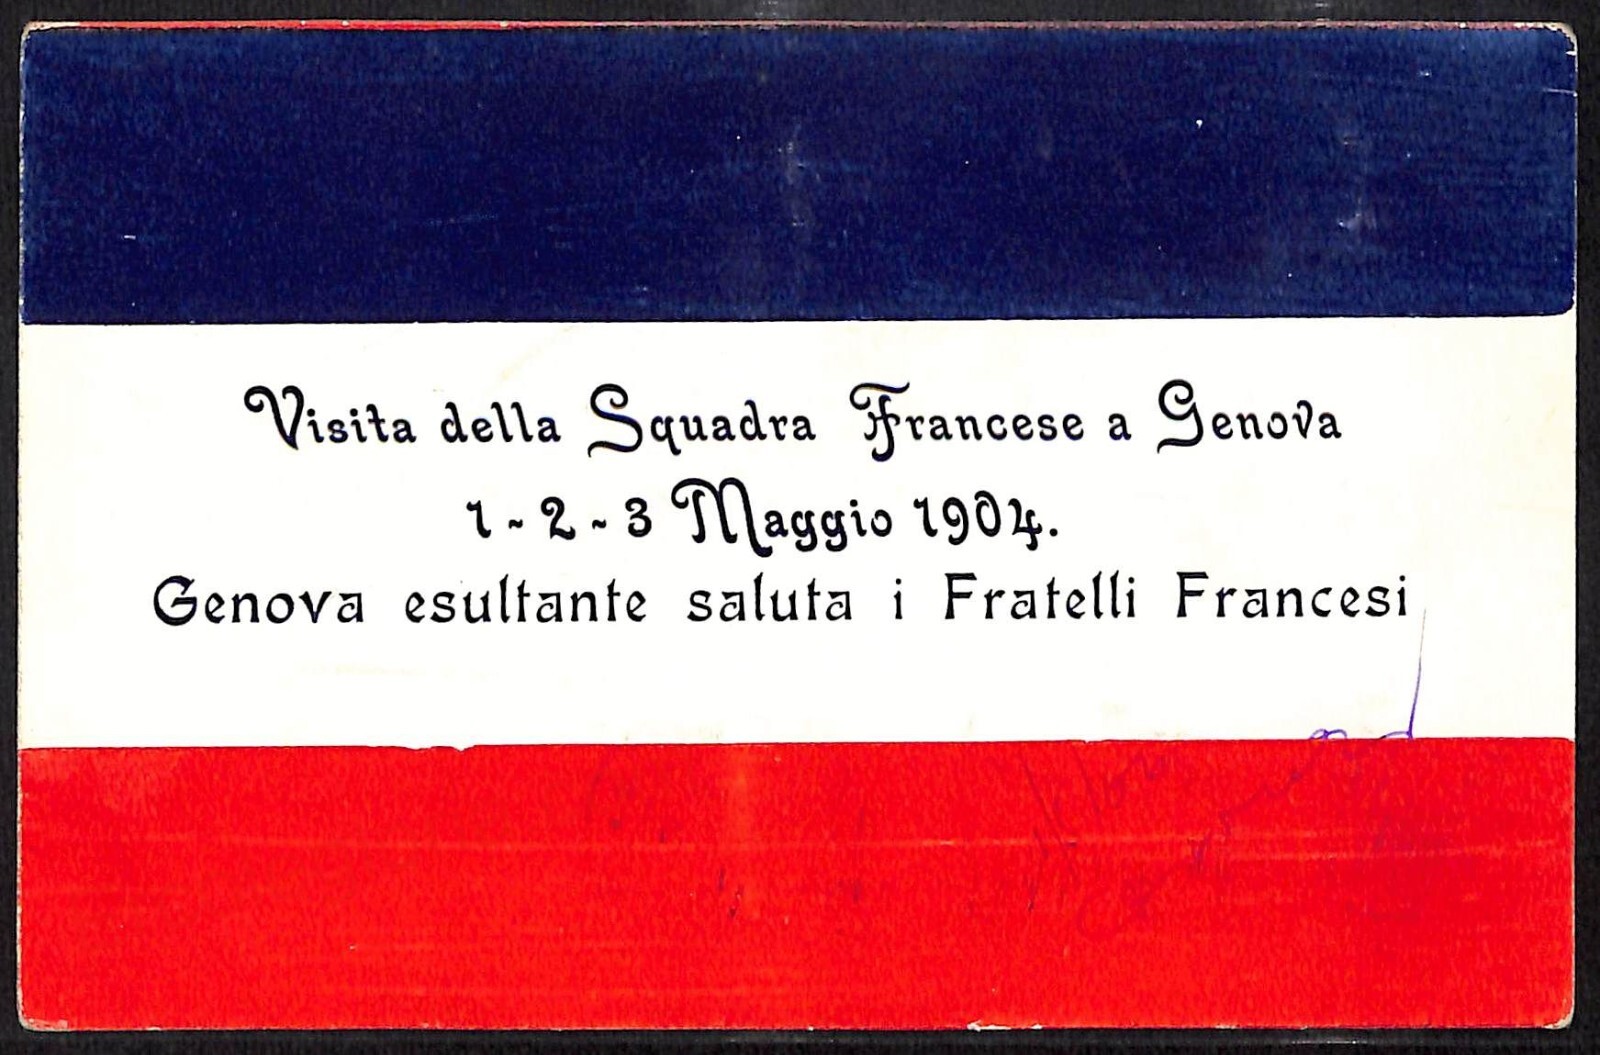 Visita della Squadra Francese a Genova
1-2-3 Maggio 1904.
Genova esultante saluta i Fratelli Francesi